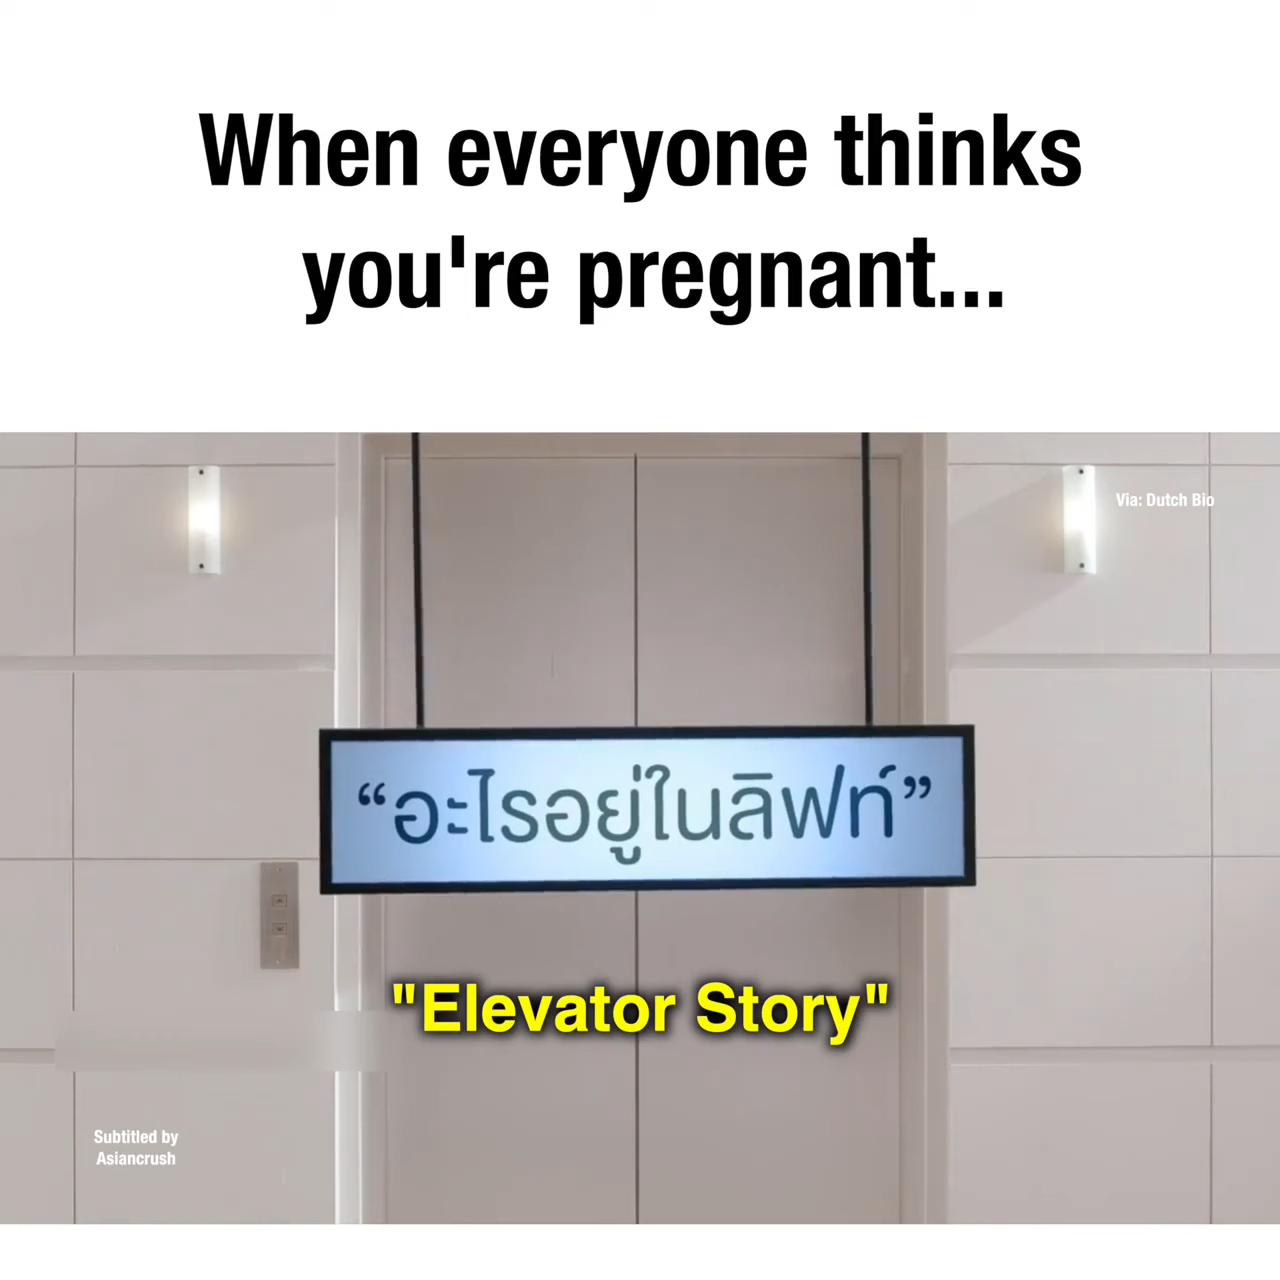 When everyone thinks
you're pregnant...
Via: Dutch Bio
“อะไรอยู่ในลิฟท์”
"Elevator Story"
Subtitled by
Asiancrush